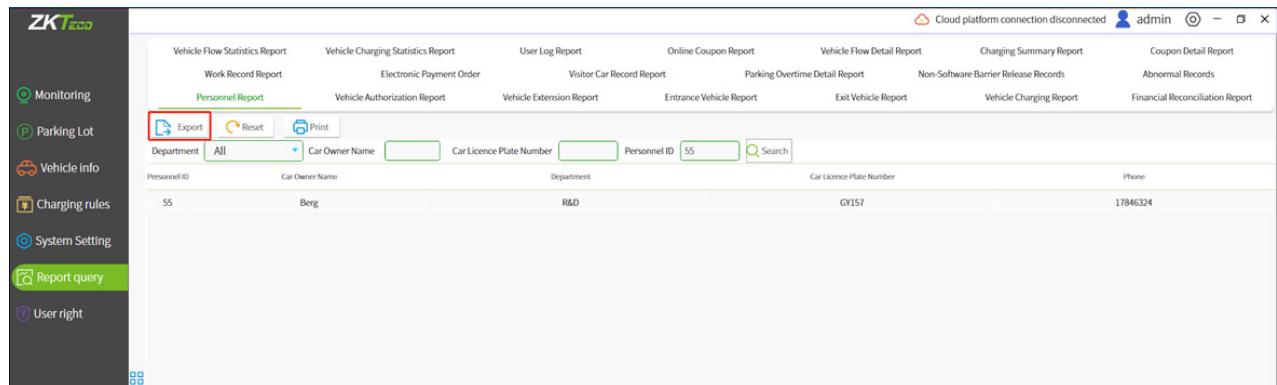 ZKTeco
Cloud platform connection disconnected admin
Vehicle Flow Statistics Report Vehicle Charging Statistics Report User Log Report Online Coupon Report Vehicle Flow Detail Report Charging Summary Report Coupon Detail Report
Work Record Report Electronic Payment Order Visitor Car Record Report Parking Overtime Detail Report Non-Software Barrier Release Records Abnormal Records
Personnel Report Vehicle Authorization Report Vehicle Extension Report Entrance Vehicle Report Exit Vehicle Report Vehicle Charging Report Financial Reconciliation Report
Monitoring
Parking Lot
Vehicle info
Charging rules
System Setting
Report query
User right
Export Reset Print
Department All Car Owner Name Car Licence Plate Number Personnel ID 55 Search
Personnel ID Car Owner Name Department Car Licence Plate Number Phone
55 Berg R&D GY157 17846324